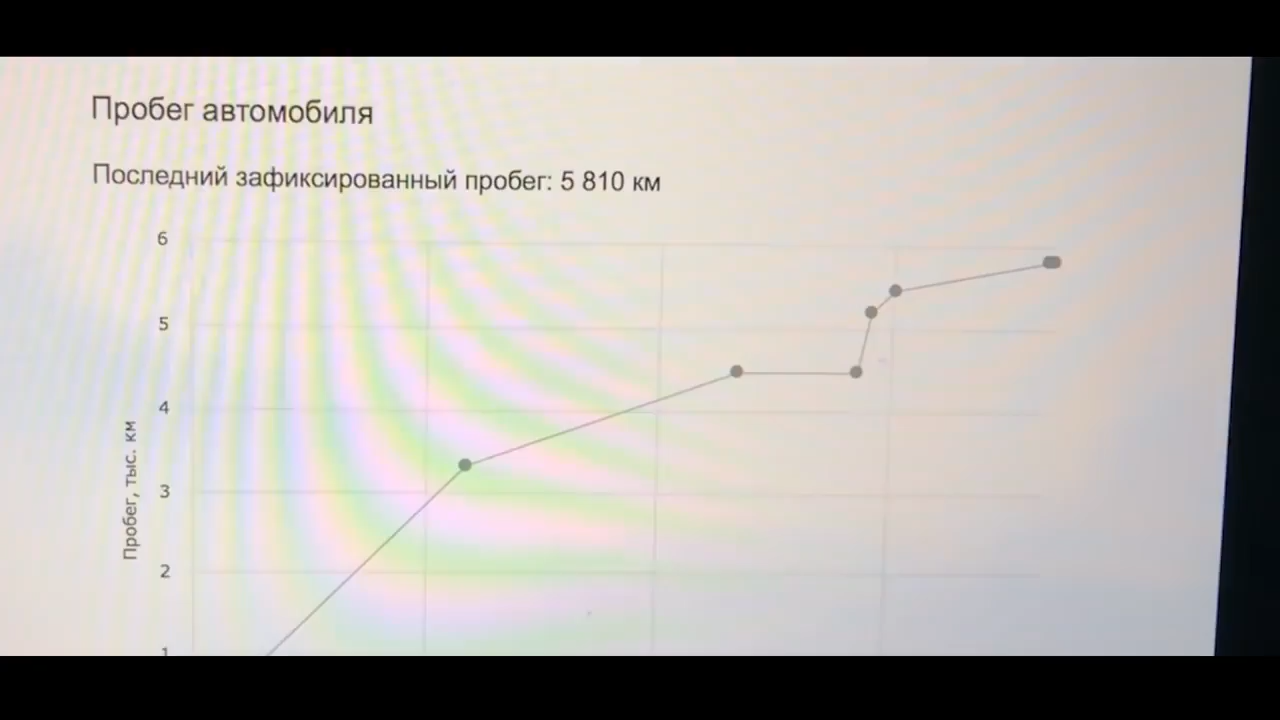 Пробег автомобиля
Последний зафиксированный пробег: 5 810 км
6
5
4
3
2
1
Пробег, тыс. км